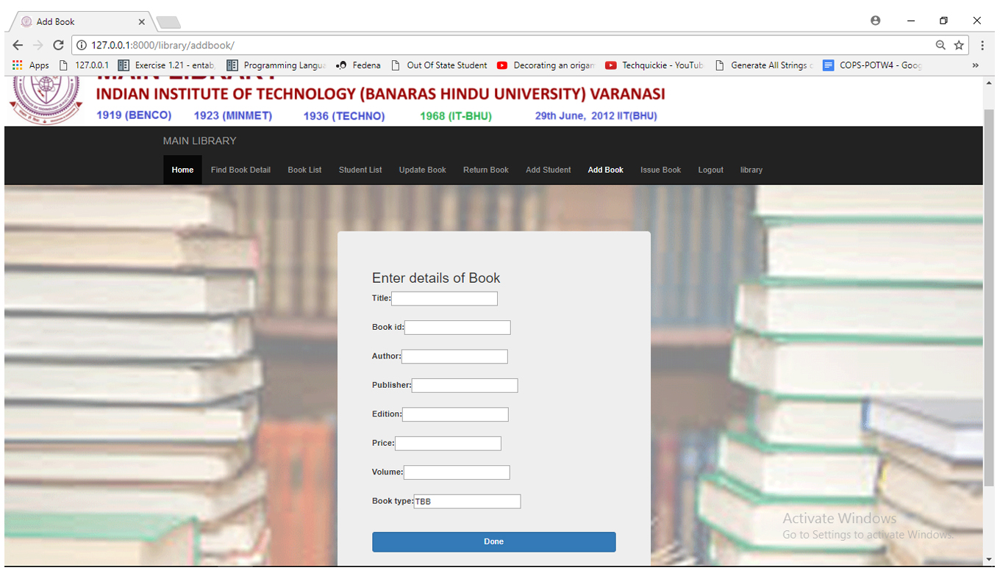 Add Book
127.0.0.1:8000/library/addbook/
Apps 127.0.0.1 Exercise 1.21 - entab Programming Langua Fedena Out Of State Student Decorating an origan Techquickie - YouTub Generate All Strings COPS-POTW4 - Goog »
MAIN LIBRARY
INDIAN INSTITUTE OF TECHNOLOGY (BANARAS HINDU UNIVERSITY) VARANASI
1919 (BENCO) 1923 (MINMET) 1936 (TECHNO) 1968 (IT-BHU) 29th June, 2012 IIT(BHU)
MAIN LIBRARY
Home Find Book Detail Book List Student List Update Book Return Book Add Student Add Book Issue Book Logout library
Enter details of Book
Title:
Book id:
Author:
Publisher:
Edition:
Price:
Volume:
Book type:TBB
Done
Activate Windows
Go to Settings to activate Windows.